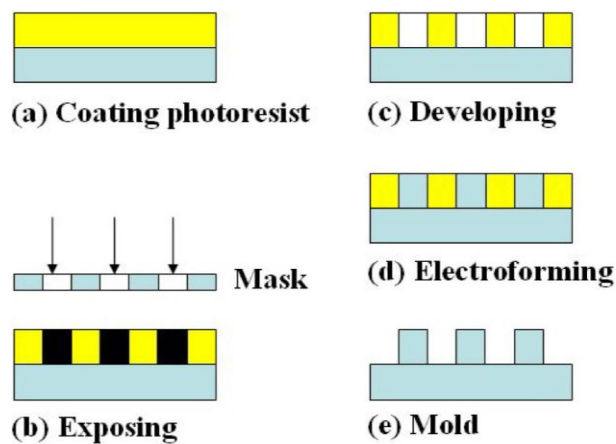 (a) Coating photoresist
Mask
(b) Exposing
(c) Developing
(d) Electroforming
(e) Mold